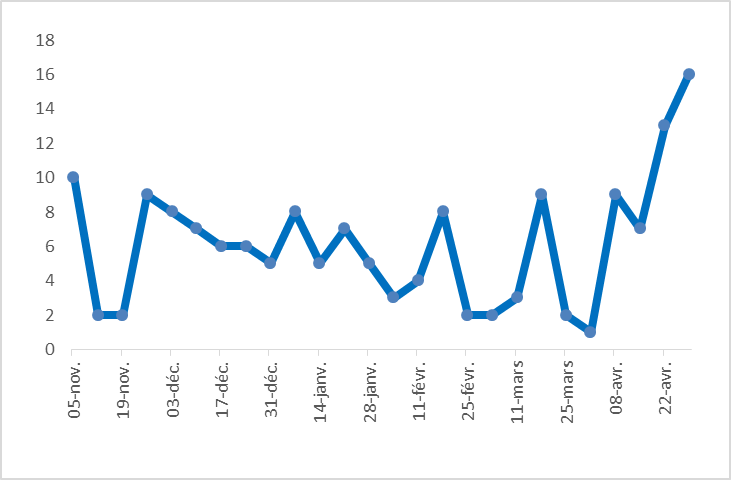 18
16
14
12
10
8
6
4
2
0
05-nov.
19-nov.
03-déc.
17-déc.
31-déc.
14-janv.
28-janv.
11-févr.
25-févr.
11-mars
25-mars
08-avr.
22-avr.